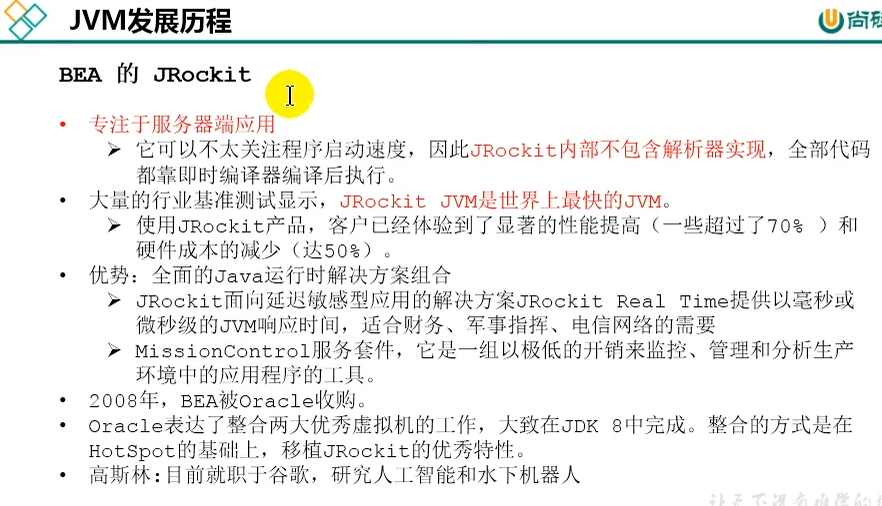 JVM发展历程
尚硅
BEA 的 JRockit
• 专注于服务器端应用
➢ 它可以不太关注程序启动速度，因此JRockit内部不包含解析器实现，全部代码
都靠即时编译器编译后执行。
• 大量的行业基准测试显示，JRockit JVM是世界上最快的JVM。
➢ 使用JRockit产品，客户已经体验到了显著的性能提高（一些超过了70% ）和
硬件成本的减少（达50%）。
• 优势：全面的Java运行时解决方案组合
➢ JRockit面向延迟敏感型应用的解决方案JRockit Real Time提供以毫秒或
微秒级的JVM响应时间，适合财务、军事指挥、电信网络的需要
➢ MissionControl服务套件，它是一组以极低的开销来监控、管理和分析生产
环境中的应用程序的工具。
• 2008年，BEA被Oracle收购。
• Oracle表达了整合两大优秀虚拟机的工作，大致在JDK 8中完成。整合的方式是在
HotSpot的基础上，移植JRockit的优秀特性。
• 高斯林:目前就职于谷歌，研究人工智能和水下机器人
让天下没有难学的